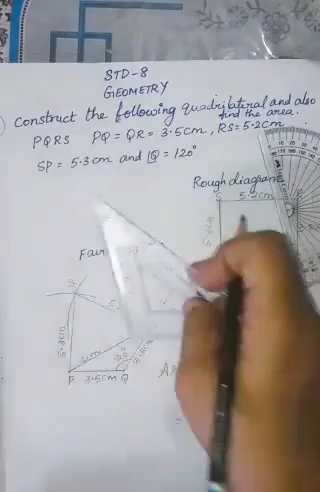 STD-8
GEOMETRY
Construct the following quadrilateral and also
find the area.
PQRS PQ = QR = 3.5cm, RS = 5.2cm
SP = 5.3cm and ∠Q = 120°
Rough diagram
S 5.2cm
Fair
S
5.3cm
P 3.5cm Q